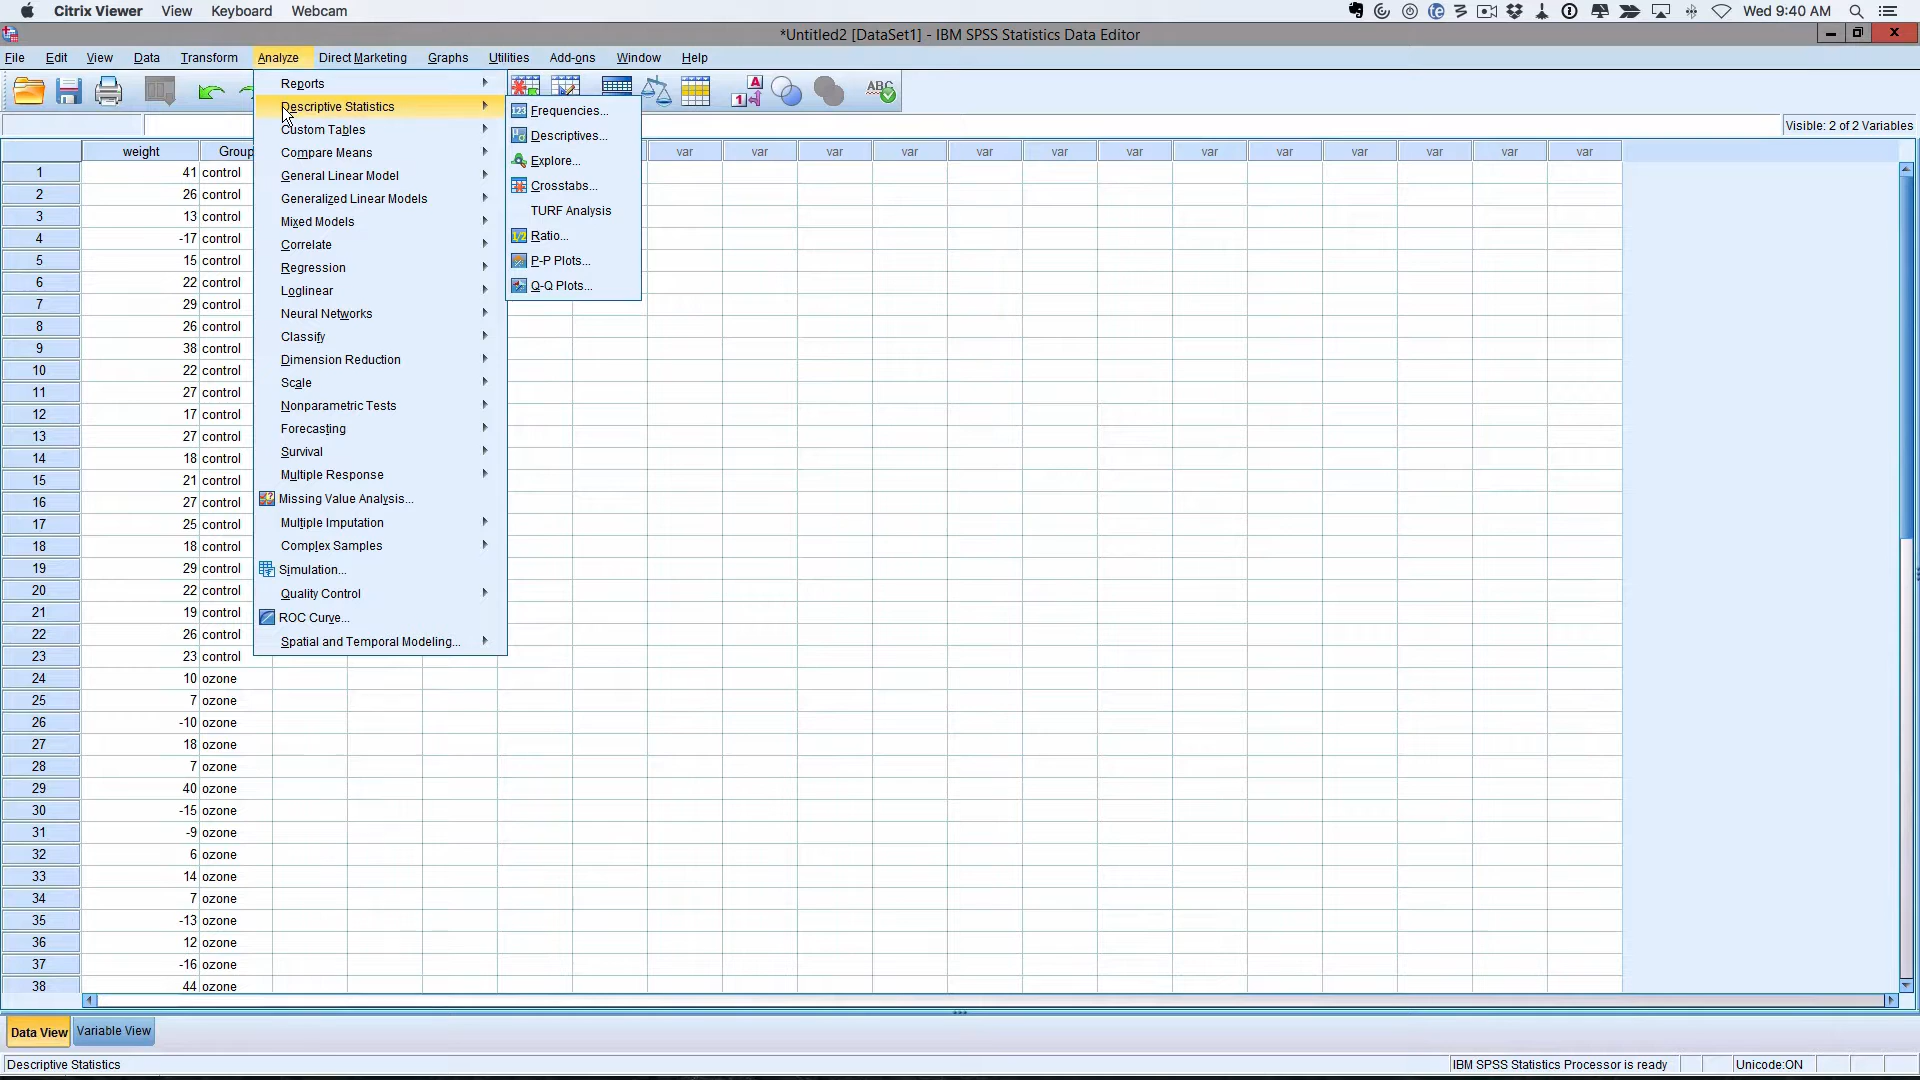 Citrix Viewer View Keyboard Webcam Wed 9:40 AM
*Untitled2 [DataSet1] - IBM SPSS Statistics Data Editor
File Edit View Data Transform Analyze Direct Marketing Graphs Utilities Add-ons Window Help
Visible: 2 of 2 Variables
Reports
Descriptive Statistics
Custom Tables
Compare Means
General Linear Model
Generalized Linear Models
Mixed Models
Correlate
Regression
Loglinear
Neural Networks
Classify
Dimension Reduction
Scale
Nonparametric Tests
Forecasting
Survival
Multiple Response
Missing Value Analysis...
Multiple Imputation
Complex Samples
Simulation...
Quality Control
ROC Curve...
Spatial and Temporal Modeling...
Frequencies...
Descriptives...
Explore...
Crosstabs...
TURF Analysis
Ratio...
P-P Plots...
Q-Q Plots...
weight Group var var var var var var var var var var var var var
1 41 control
2 26 control
3 13 control
4 -17 control
5 15 control
6 22 control
7 29 control
8 26 control
9 38 control
10 22 control
11 27 control
12 17 control
13 27 control
14 18 control
15 21 control
16 27 control
17 25 control
18 18 control
19 29 control
20 22 control
21 19 control
22 26 control
23 23 control
24 10 ozone
25 7 ozone
26 -10 ozone
27 18 ozone
28 7 ozone
29 40 ozone
30 -15 ozone
31 -9 ozone
32 6 ozone
33 14 ozone
34 7 ozone
35 -13 ozone
36 12 ozone
37 -16 ozone
38 44 ozone
Data View Variable View
Descriptive Statistics IBM SPSS Statistics Processor is ready Unicode:ON